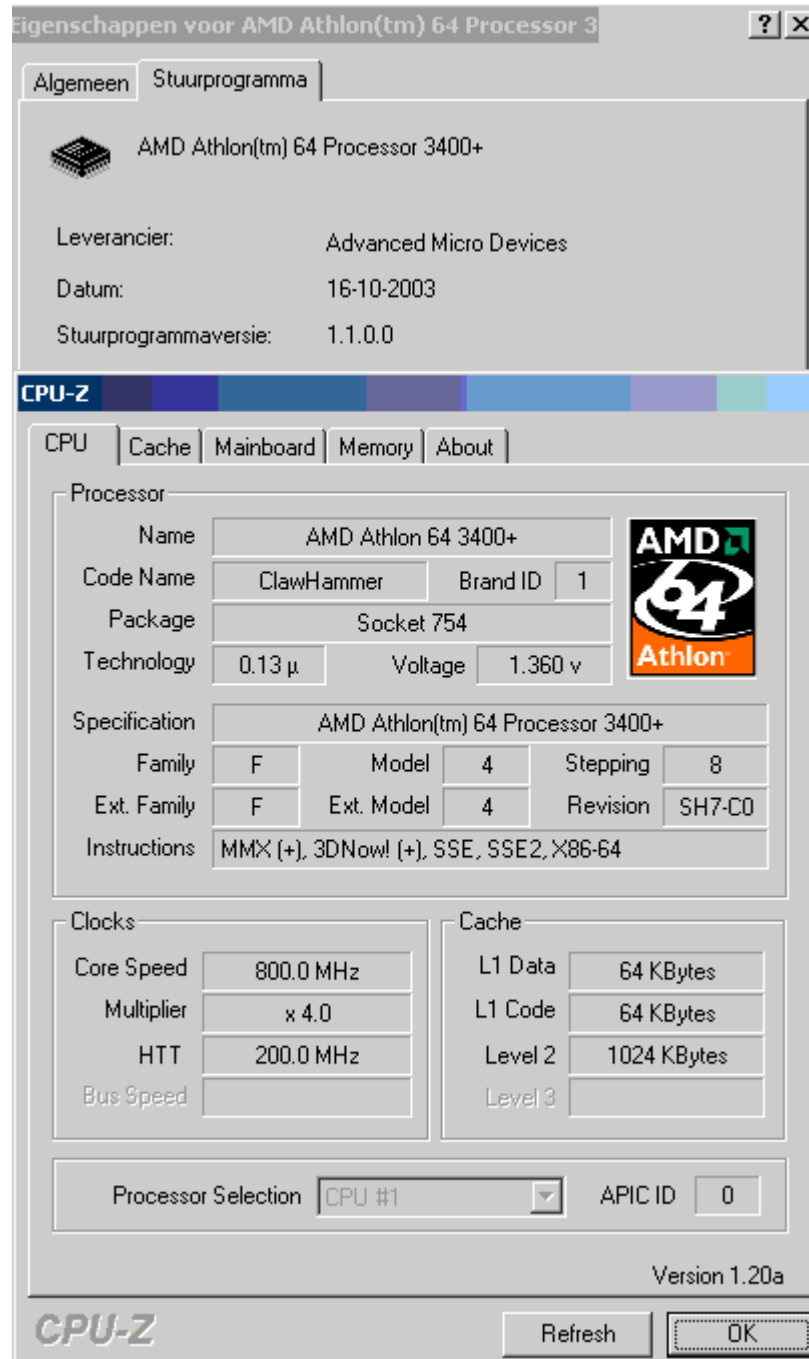 Eigenschappen voor AMD Athlon(tm) 64 Processor 3
Algemeen Stuurprogramma
AMD Athlon(tm) 64 Processor 3400+
Leverancier: Advanced Micro Devices
Datum: 16-10-2003
Stuurprogrammaversie: 1.1.0.0
CPU-Z
CPU Cache Mainboard Memory About
Processor
Name AMD Athlon 64 3400+
Code Name ClawHammer Brand ID 1
Package Socket 754
Technology 0.13 µ Voltage 1.360 v
AMD 64 Athlon
Specification AMD Athlon(tm) 64 Processor 3400+
Family F Model 4 Stepping 8
Ext. Family F Ext. Model 4 Revision SH7-C0
Instructions MMX (+), 3DNow! (+), SSE, SSE2, X86-64
Clocks
Core Speed 800.0 MHz
Multiplier x 4.0
HTT 200.0 MHz
Bus Speed
Cache
L1 Data 64 KBytes
L1 Code 64 KBytes
Level 2 1024 KBytes
Level 3
Processor Selection CPU #1 APIC ID 0
Version 1.20a
CPU-Z Refresh OK